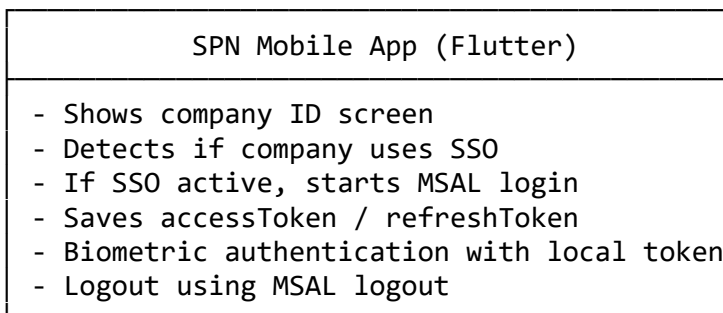 SPN Mobile App (Flutter)
- Shows company ID screen
- Detects if company uses SSO
- If SSO active, starts MSAL login
- Saves accessToken / refreshToken
- Biometric authentication with local token
- Logout using MSAL logout